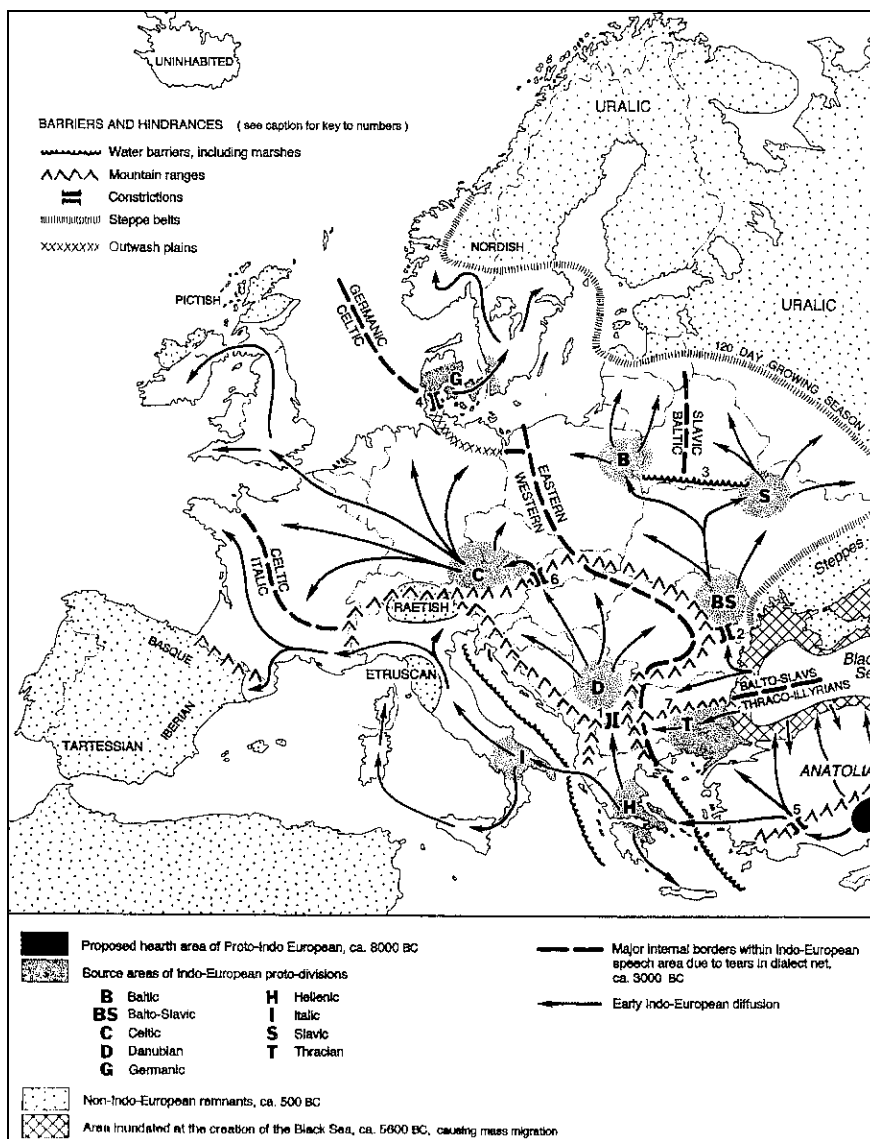 UNINHABITED
URALIC
BARRIERS AND HINDRANCES ( see caption for key to numbers )
Water barriers, including marshes
Mountain ranges
Constrictions
Steppe belts
Outwash plains
NORDISH
PICTISH
URALIC
GERMANIC
CELTIC
120 DAY GROWING SEASON
G
4
SLAVIC
BALTIC
B
3
S
EASTERN
WESTERN
Steppes
CELTIC
ITALIC
C
6
RAETISH
BS
2
BASQUE
ETRUSCAN
D
1
BALTO-SLAVS
THRACO-ILLYRIANS
Black
Se
7
T
IBERIAN
TARTESSIAN
I
H
ANATOLIA
5
Proposed hearth area of Proto-Indo European, ca. 8000 BC
Source areas of Indo-European proto-divisions
B Baltic
BS Balto-Slavic
C Celtic
D Danubian
G Germanic
H Hellenic
I Italic
S Slavic
T Thracian
Major internal borders within Indo-European
speech area due to tears in dialect net,
ca. 3000 BC
Early Indo-European diffusion
Non-Indo-European remnants, ca. 500 BC
Area inundated at the creation of the Black Sea, ca. 5600 BC, causing mass migration